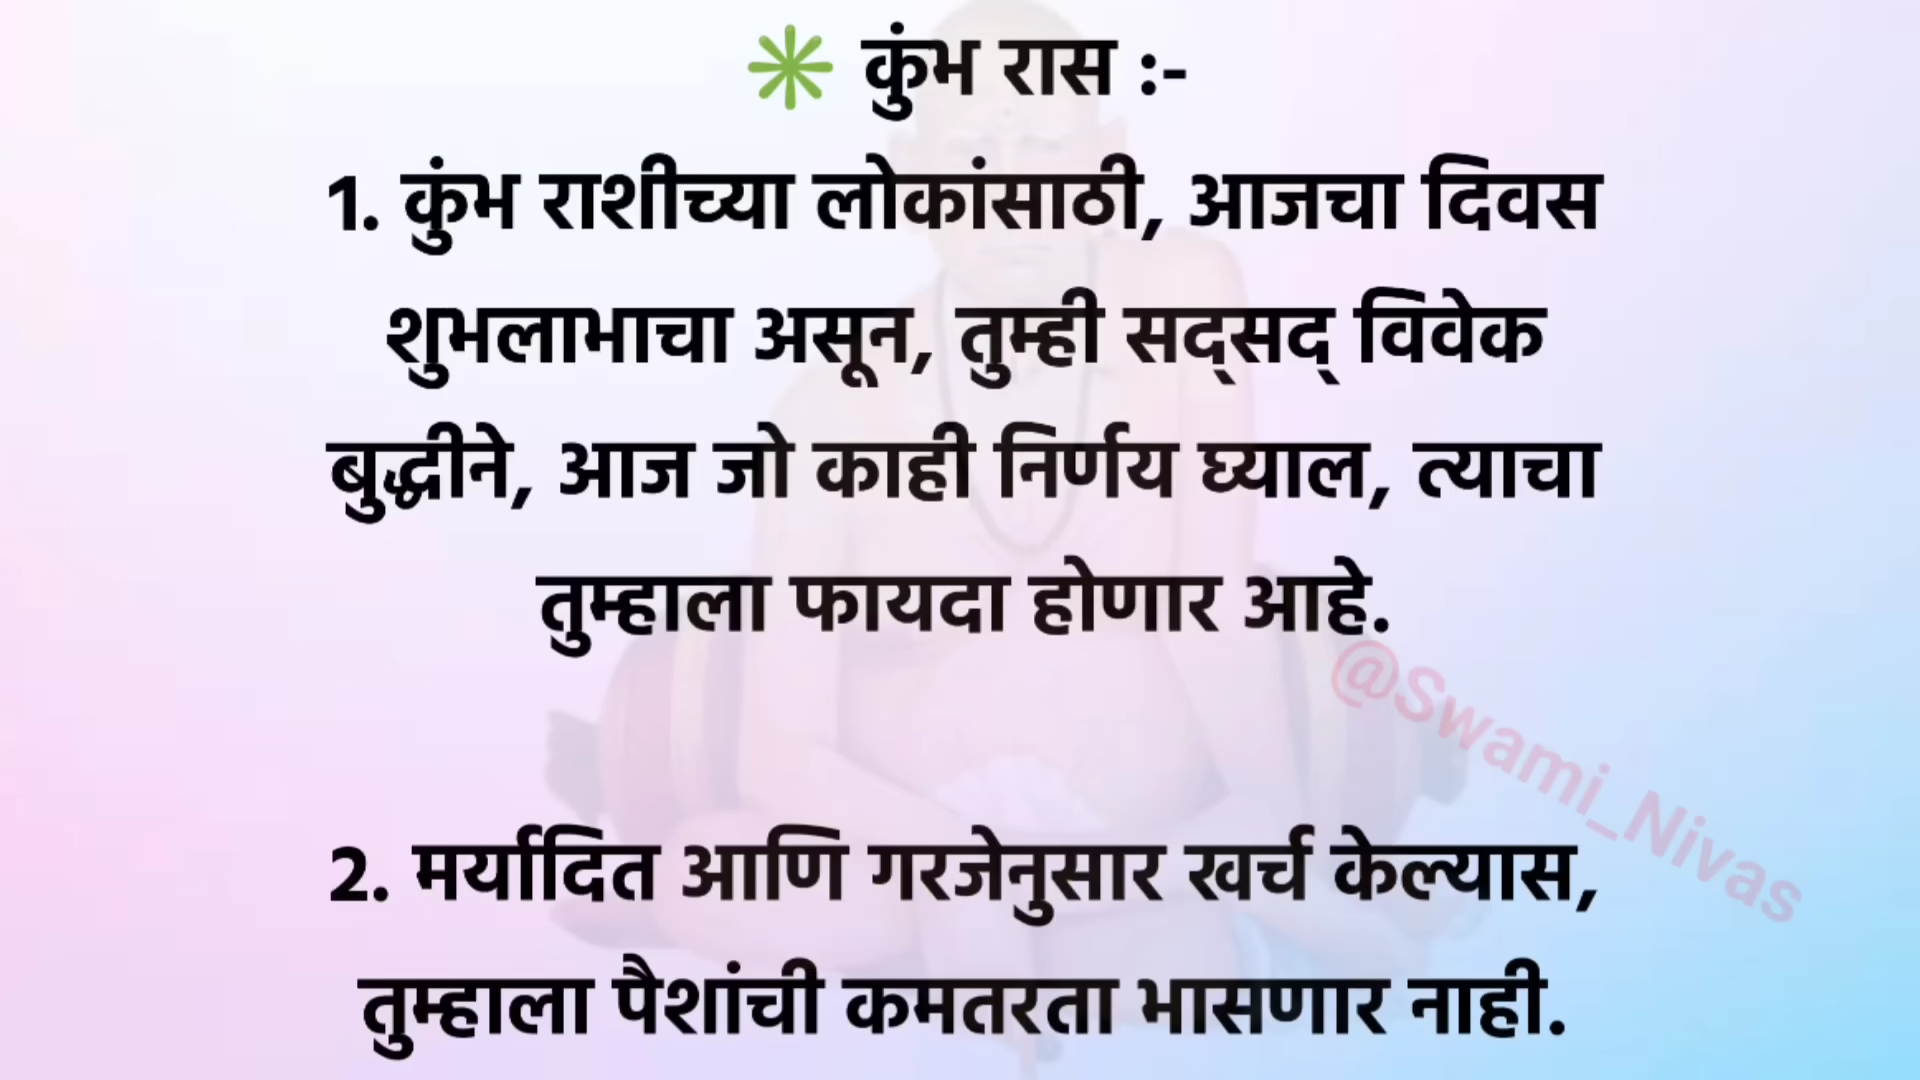 ✳ कुंभ रास :-
1. कुंभ राशीच्या लोकांसाठी, आजचा दिवस
शुभलाभाचा असून, तुम्ही सद्सद् विवेक
बुद्धीने, आज जो काही निर्णय घ्याल, त्याचा
तुम्हाला फायदा होणार आहे.
@Swami_Nivas
2. मर्यादित आणि गरजेनुसार खर्च केल्यास,
तुम्हाला पैशांची कमतरता भासणार नाही.